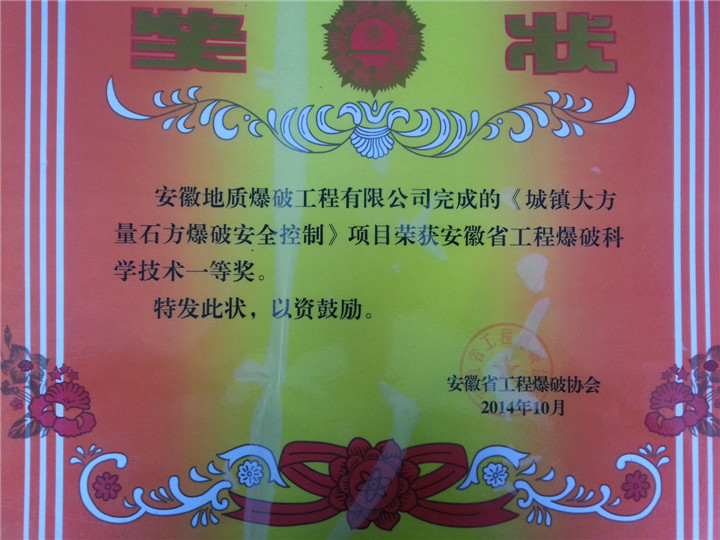 奖 状
安徽地质爆破工程有限公司完成的《城镇大方
量石方爆破安全控制》项目荣获安徽省工程爆破科
学技术一等奖。
特发此状，以资鼓励。
省工程
安徽省工程爆破协会
2014年10月